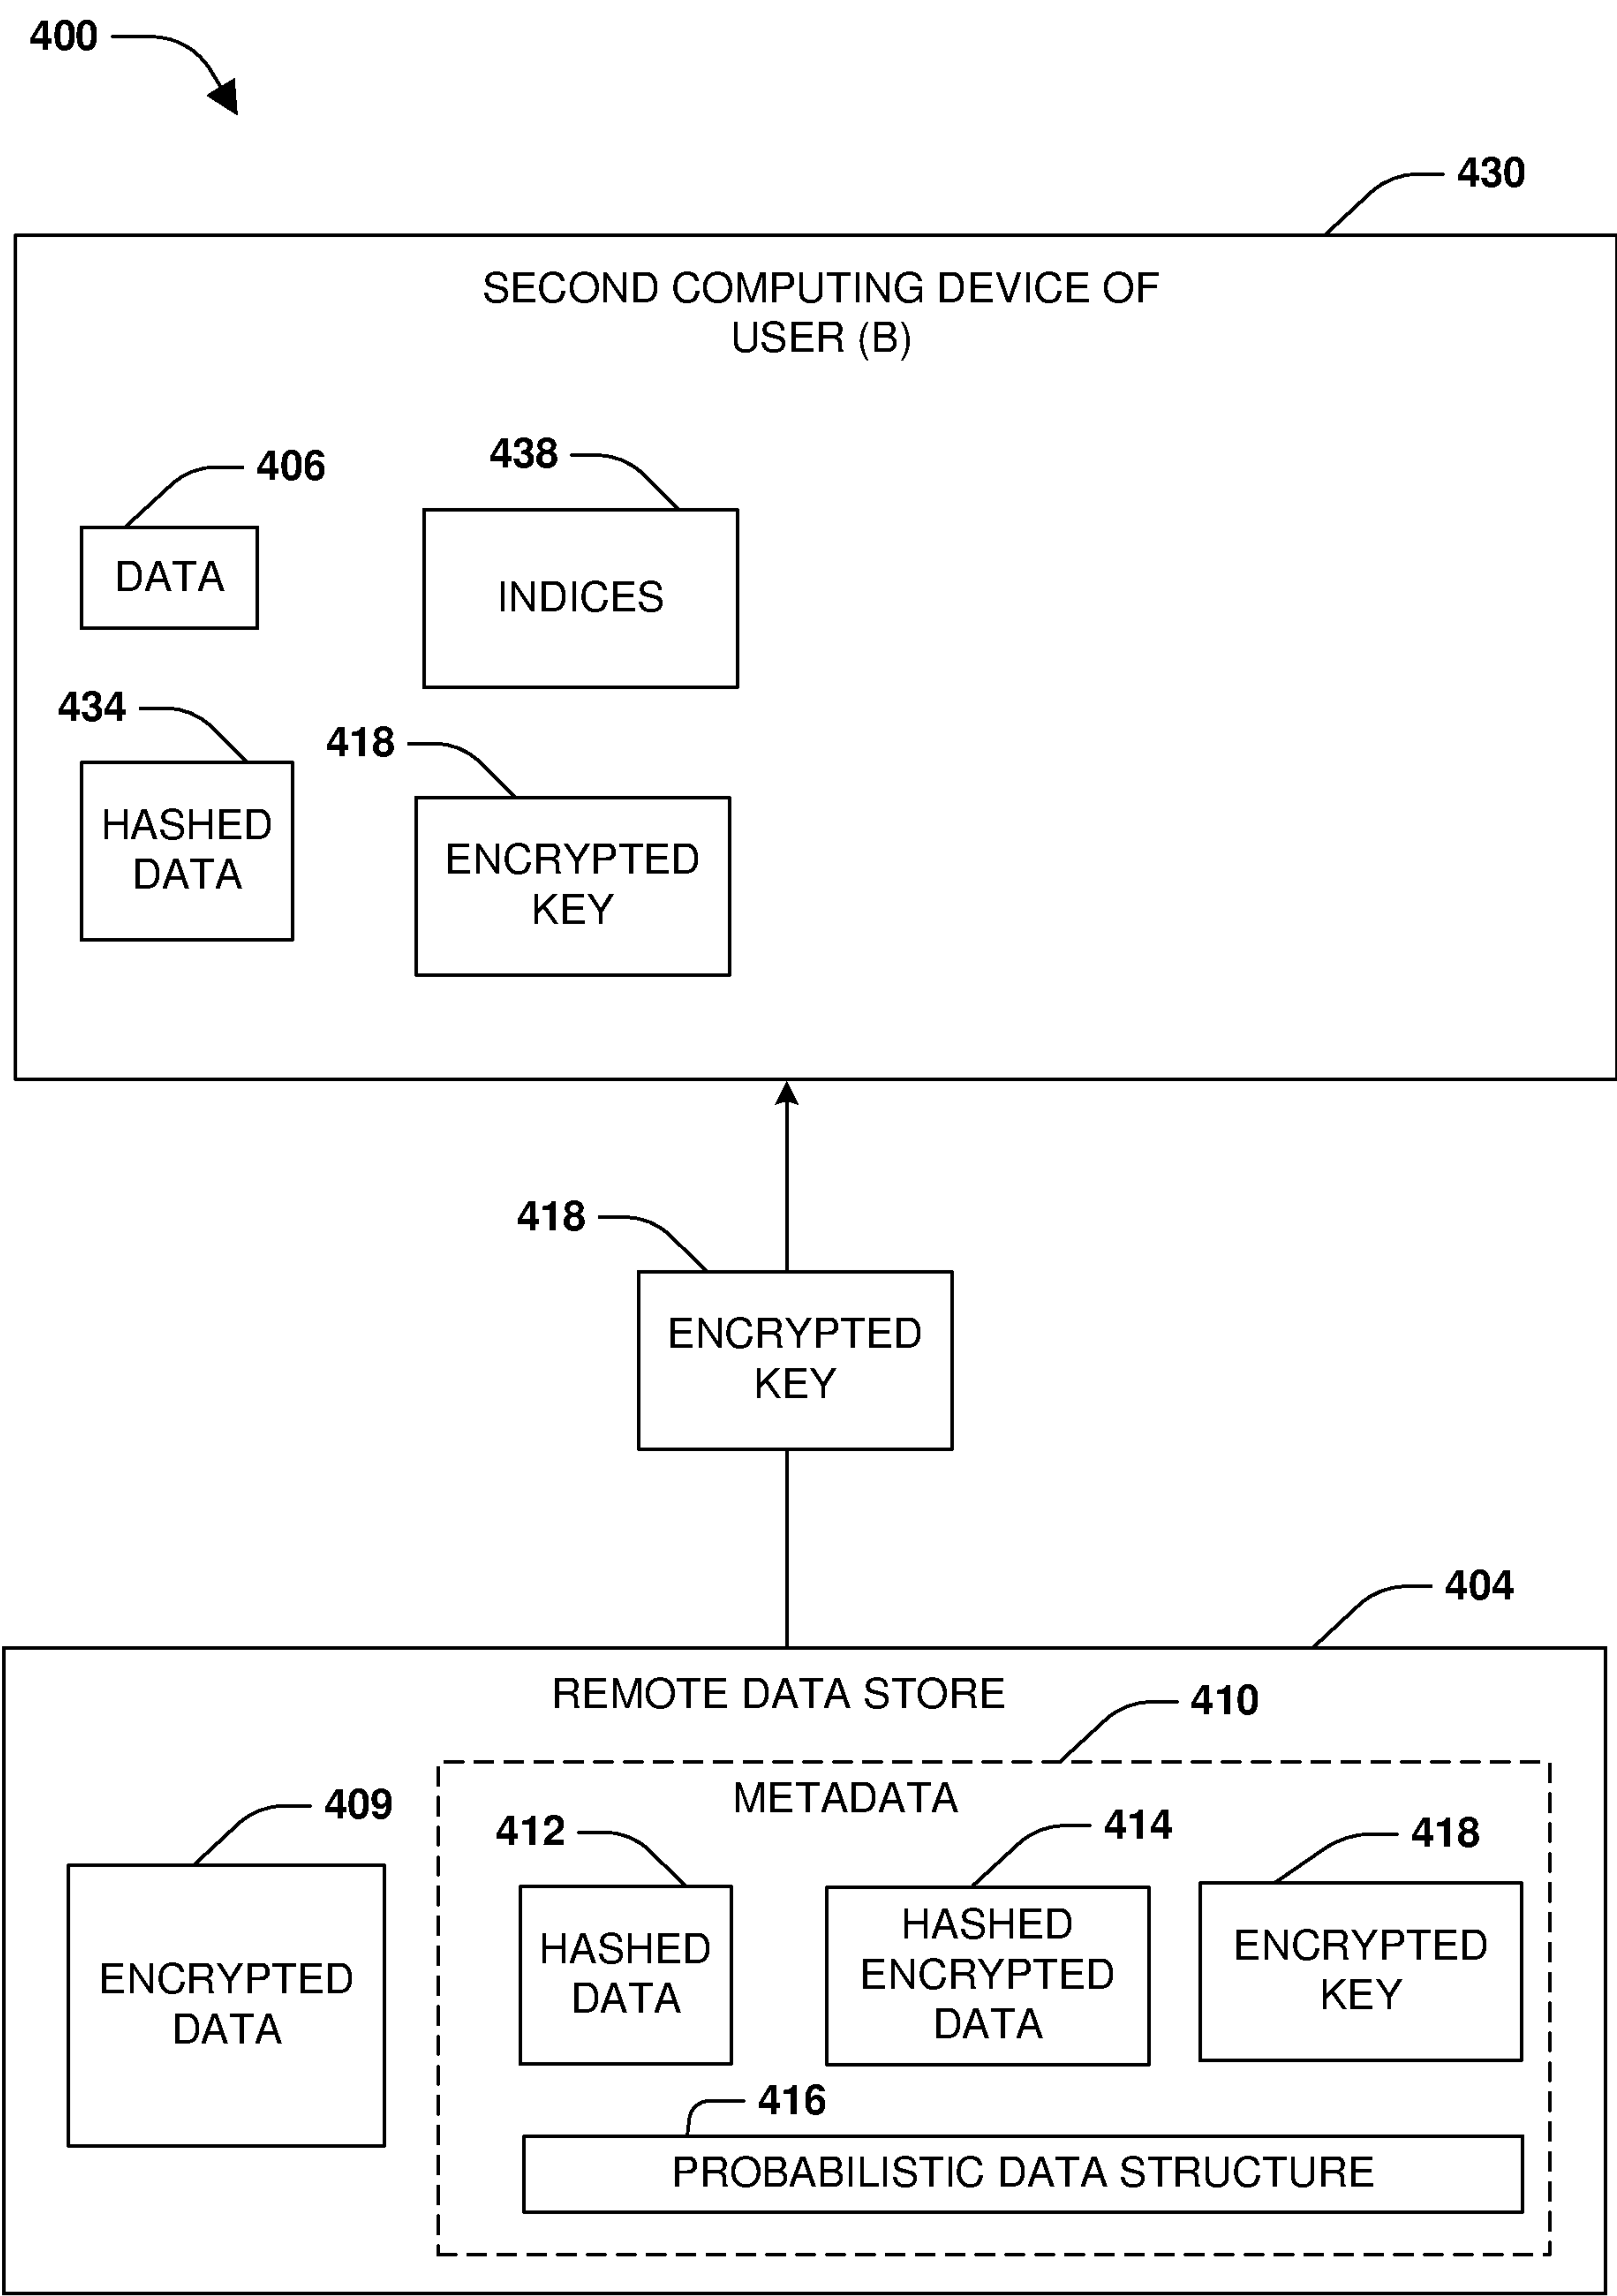 400
430
SECOND COMPUTING DEVICE OF
USER (B)
406
438
DATA
INDICES
434
418
HASHED
DATA
ENCRYPTED
KEY
418
ENCRYPTED
KEY
404
REMOTE DATA STORE
410
METADATA
409
412
414
418
ENCRYPTED
DATA
HASHED
DATA
HASHED
ENCRYPTED
DATA
ENCRYPTED
KEY
416
PROBABILISTIC DATA STRUCTURE